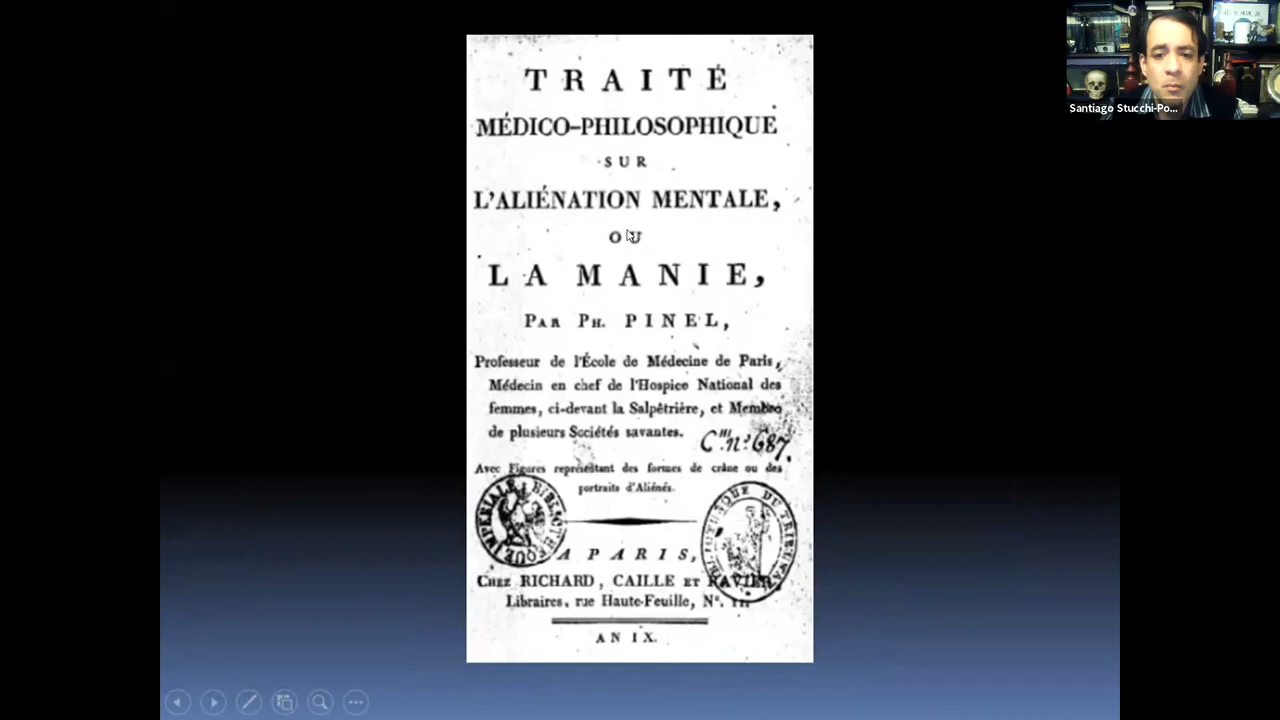 TRAITÉ
MÉDICO-PHILOSOPHIQUE
SUR
L'ALIÉNATION MENTALE,
OU
LA MANIE,
PAR PH. PINEL,
Professeur de l'École de Médecine de Paris,
Médecin en chef de l'Hospice National des
femmes, ci-devant la Salpêtrière, et Membre
de plusieurs Sociétés savantes.
687.
Avec Figures représentant des formes de crâne ou des
portraits d'Aliénés.
A PARIS,
CHEZ RICHARD, CAILLE ET RAVIER,
Libraires, rue Haute-Feuille, Nº.
AN IX.
Santiago Stucchi-Po...